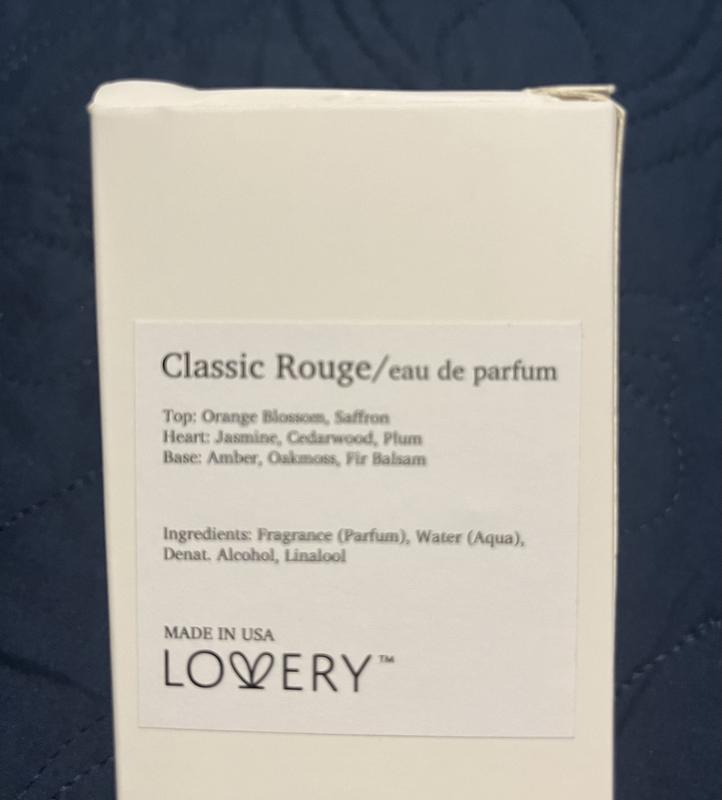 Classic Rouge/eau de parfum
Top: Orange Blossom, Saffron
Heart: Jasmine, Cedarwood, Plum
Base: Amber, Oakmoss, Fir Balsam
Ingredients: Fragrance (Parfum), Water (Aqua),
Denat. Alcohol, Linalool
MADE IN USA
LOVERY™